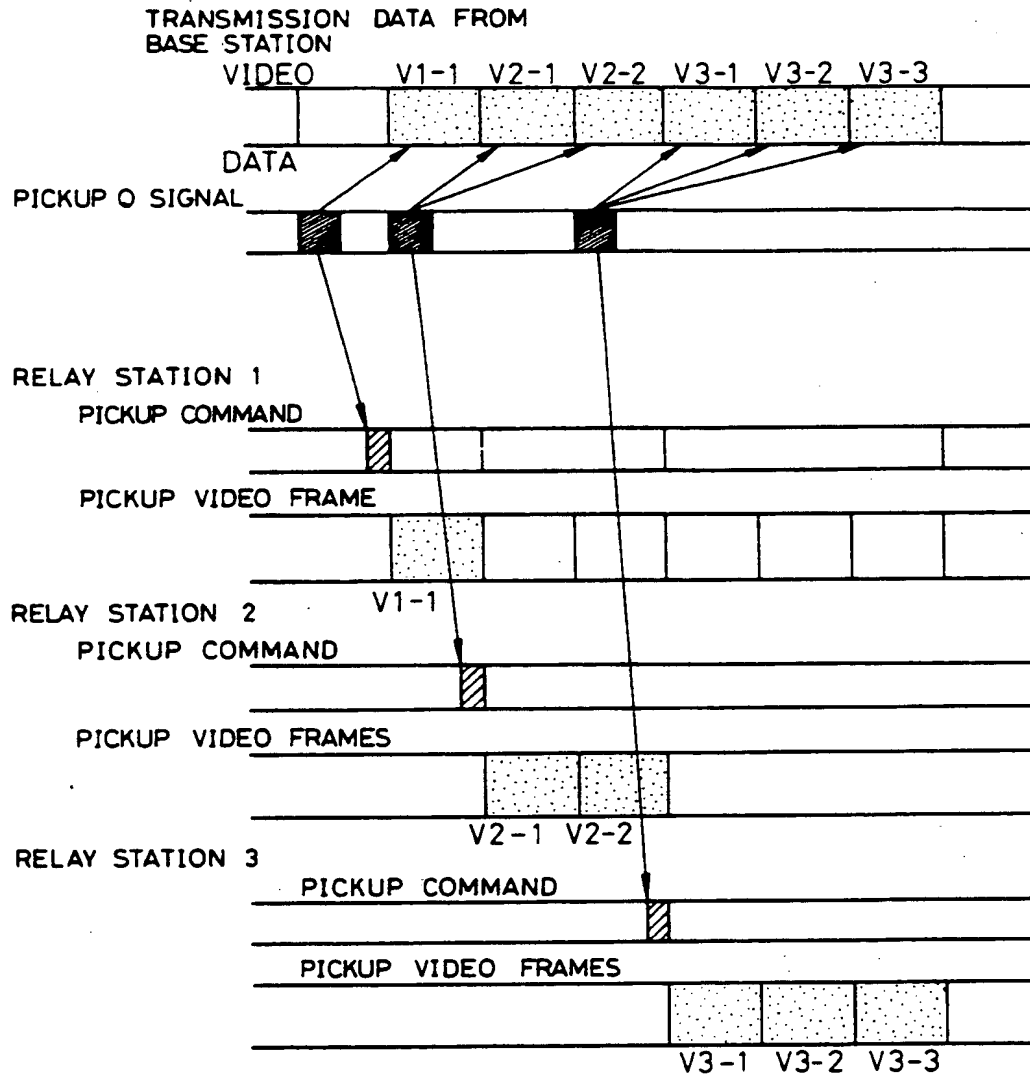 TRANSMISSION DATA FROM
BASE STATION
VIDEO V1-1 V2-1 V2-2 V3-1 V3-2 V3-3
DATA
PICKUP Q SIGNAL
RELAY STATION 1
PICKUP COMMAND
PICKUP VIDEO FRAME
V1-1
RELAY STATION 2
PICKUP COMMAND
PICKUP VIDEO FRAMES
V2-1 V2-2
RELAY STATION 3
PICKUP COMMAND
PICKUP VIDEO FRAMES
V3-1 V3-2 V3-3